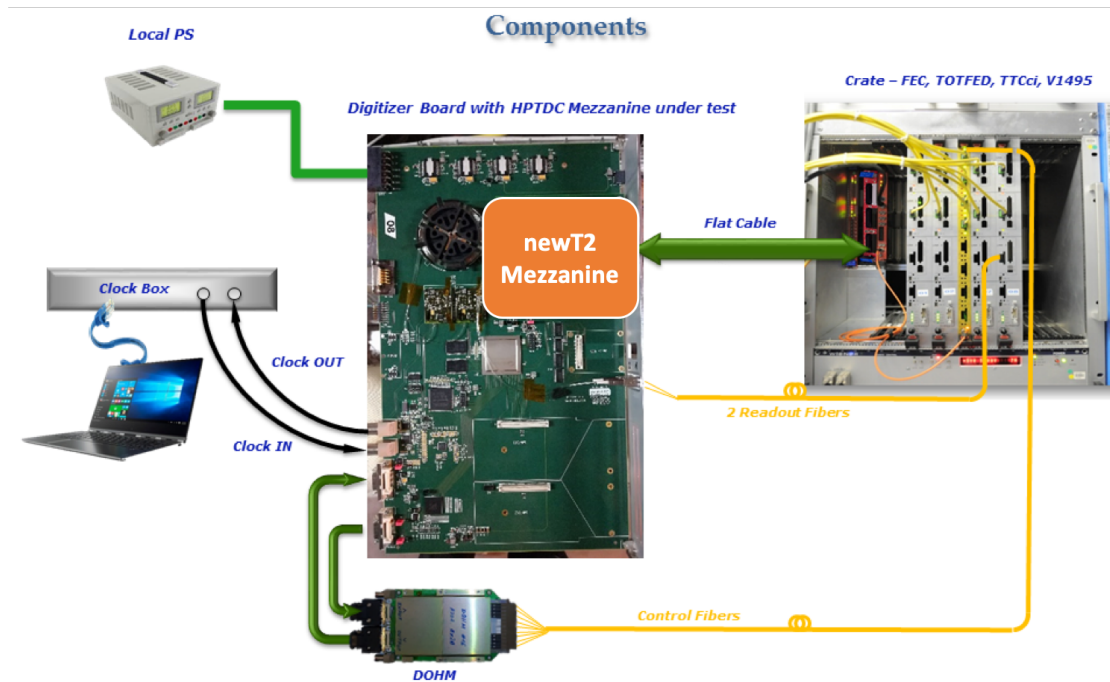 Components
Local PS
Crate – FEC, TOTFED, TTCci, V1495
Digitizer Board with HPTDC Mezzanine under test
08
newT2
Mezzanine
Flat Cable
Clock Box
Clock OUT
Clock IN
2 Readout Fibers
Control Fibers
DOHM